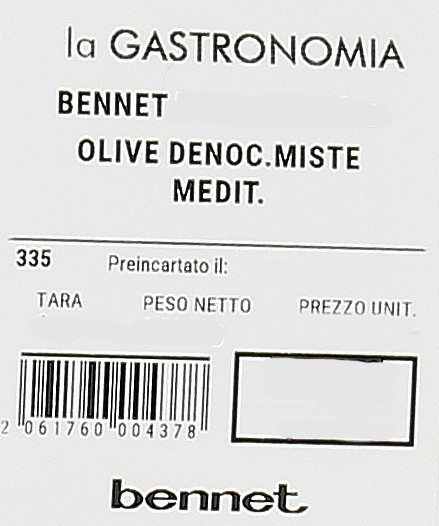 la GASTRONOMIA
BENNET
OLIVE DENOC.MISTE
MEDIT.
335 Preincartato il:
TARA PESO NETTO PREZZO UNIT.
2 061760 004378
bennet